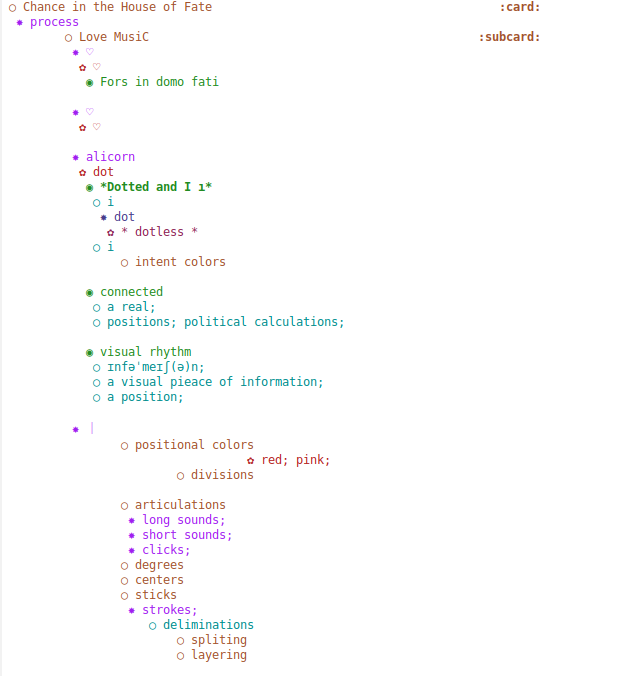 ○ Chance in the House of Fate :card:
✸ process
○ Love MusiC :subcard:
✸ ♡
✿ ♡
◉ Fors in domo fati
✸ ♡
✿ ♡
✸ alicorn
✿ dot
◉ *Dotted and I ı*
○ i
✸ dot
✿ * dotless *
○ i
○ intent colors
◉ connected
○ a real;
○ positions; political calculations;
◉ visual rhythm
○ ɪnfəˈmeɪʃ(ə)n;
○ a visual pieace of information;
○ a position;
✸ |
○ positional colors
✿ red; pink;
○ divisions
○ articulations
✸ long sounds;
✸ short sounds;
✸ clicks;
○ degrees
○ centers
○ sticks
✸ strokes;
○ deliminations
○ spliting
○ layering